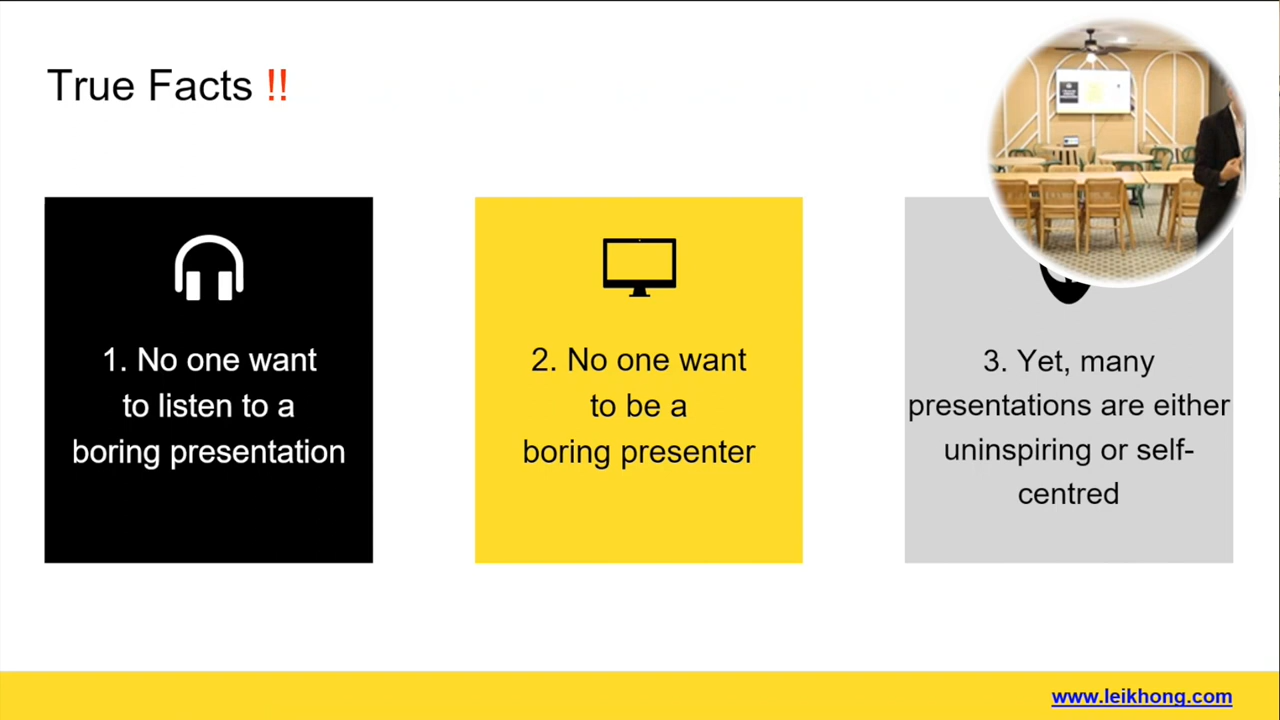 True Facts !!
1. No one want
to listen to a
boring presentation
2. No one want
to be a
boring presenter
3. Yet, many
presentations are either
uninspiring or self-
centred
www.leikhong.com